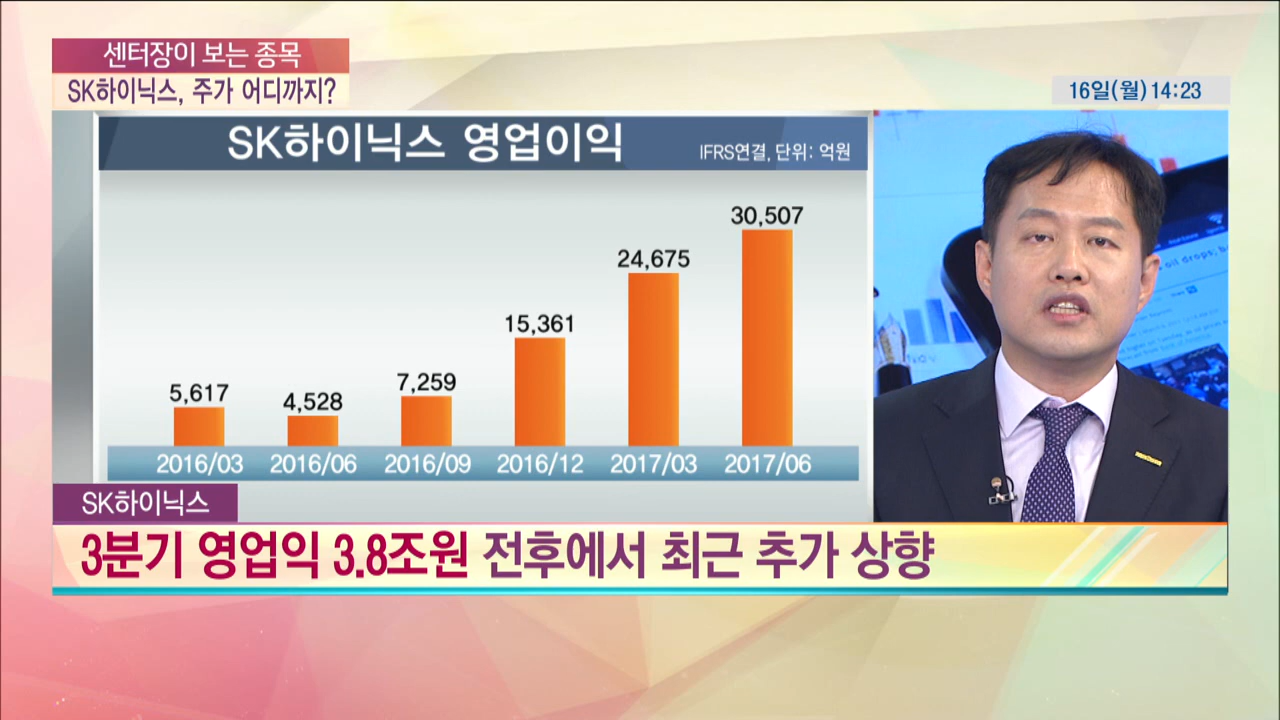 센터장이 보는 종목
SK하이닉스, 주가 어디까지?
16일(월) 14:23
SK하이닉스 영업이익
IFRS연결, 단위: 억원
5,617
4,528
7,259
15,361
24,675
30,507
2016/03 2016/06 2016/09 2016/12 2017/03 2017/06
oil drops;
Nov
SK하이닉스
3분기 영업익 3.8조원 전후에서 최근 추가 상향